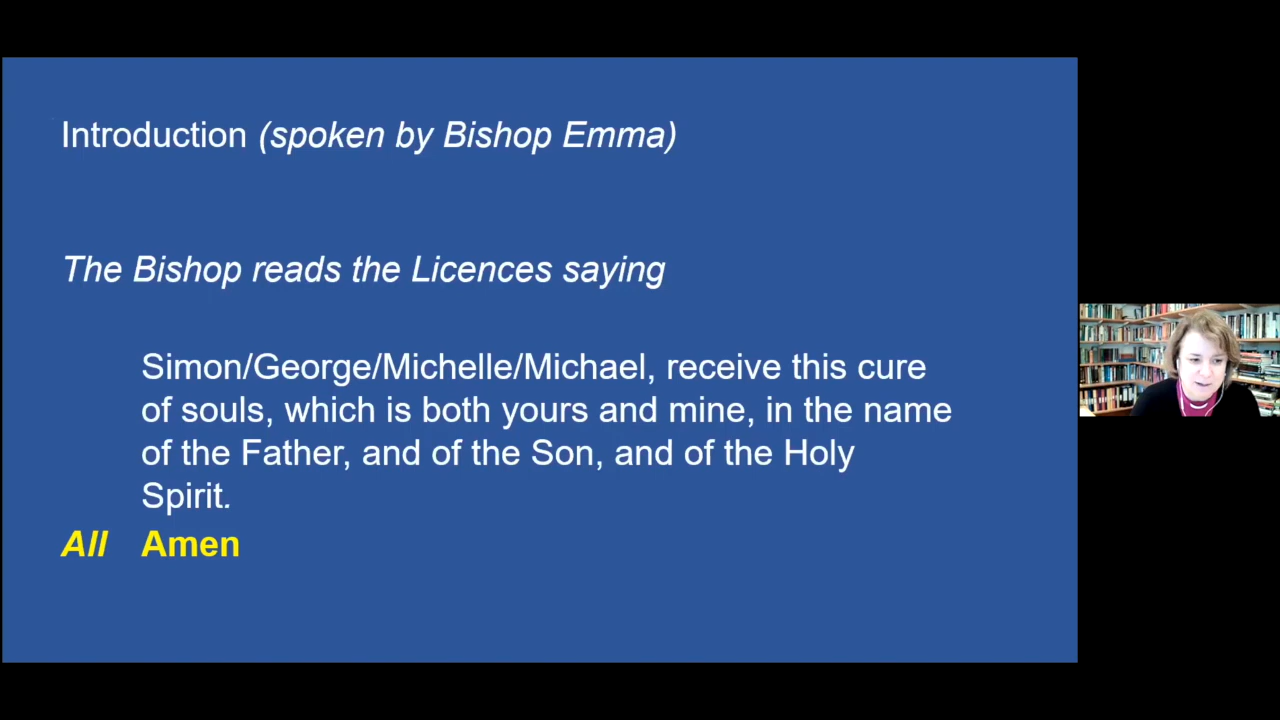 Introduction (spoken by Bishop Emma)
The Bishop reads the Licences saying
Simon/George/Michelle/Michael, receive this cure
of souls, which is both yours and mine, in the name
of the Father, and of the Son, and of the Holy
Spirit.
All Amen